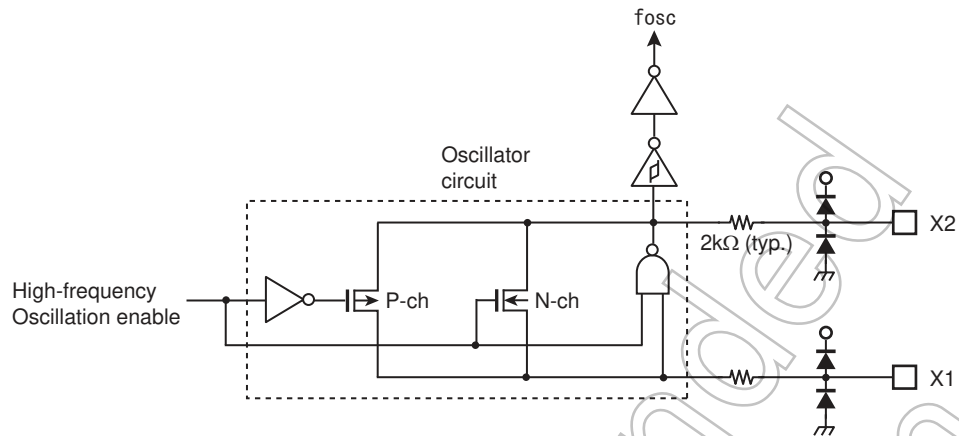 fosc
Oscillator
circuit
2kΩ (typ.)
X2
High-frequency
Oscillation enable
P-ch
N-ch
X1